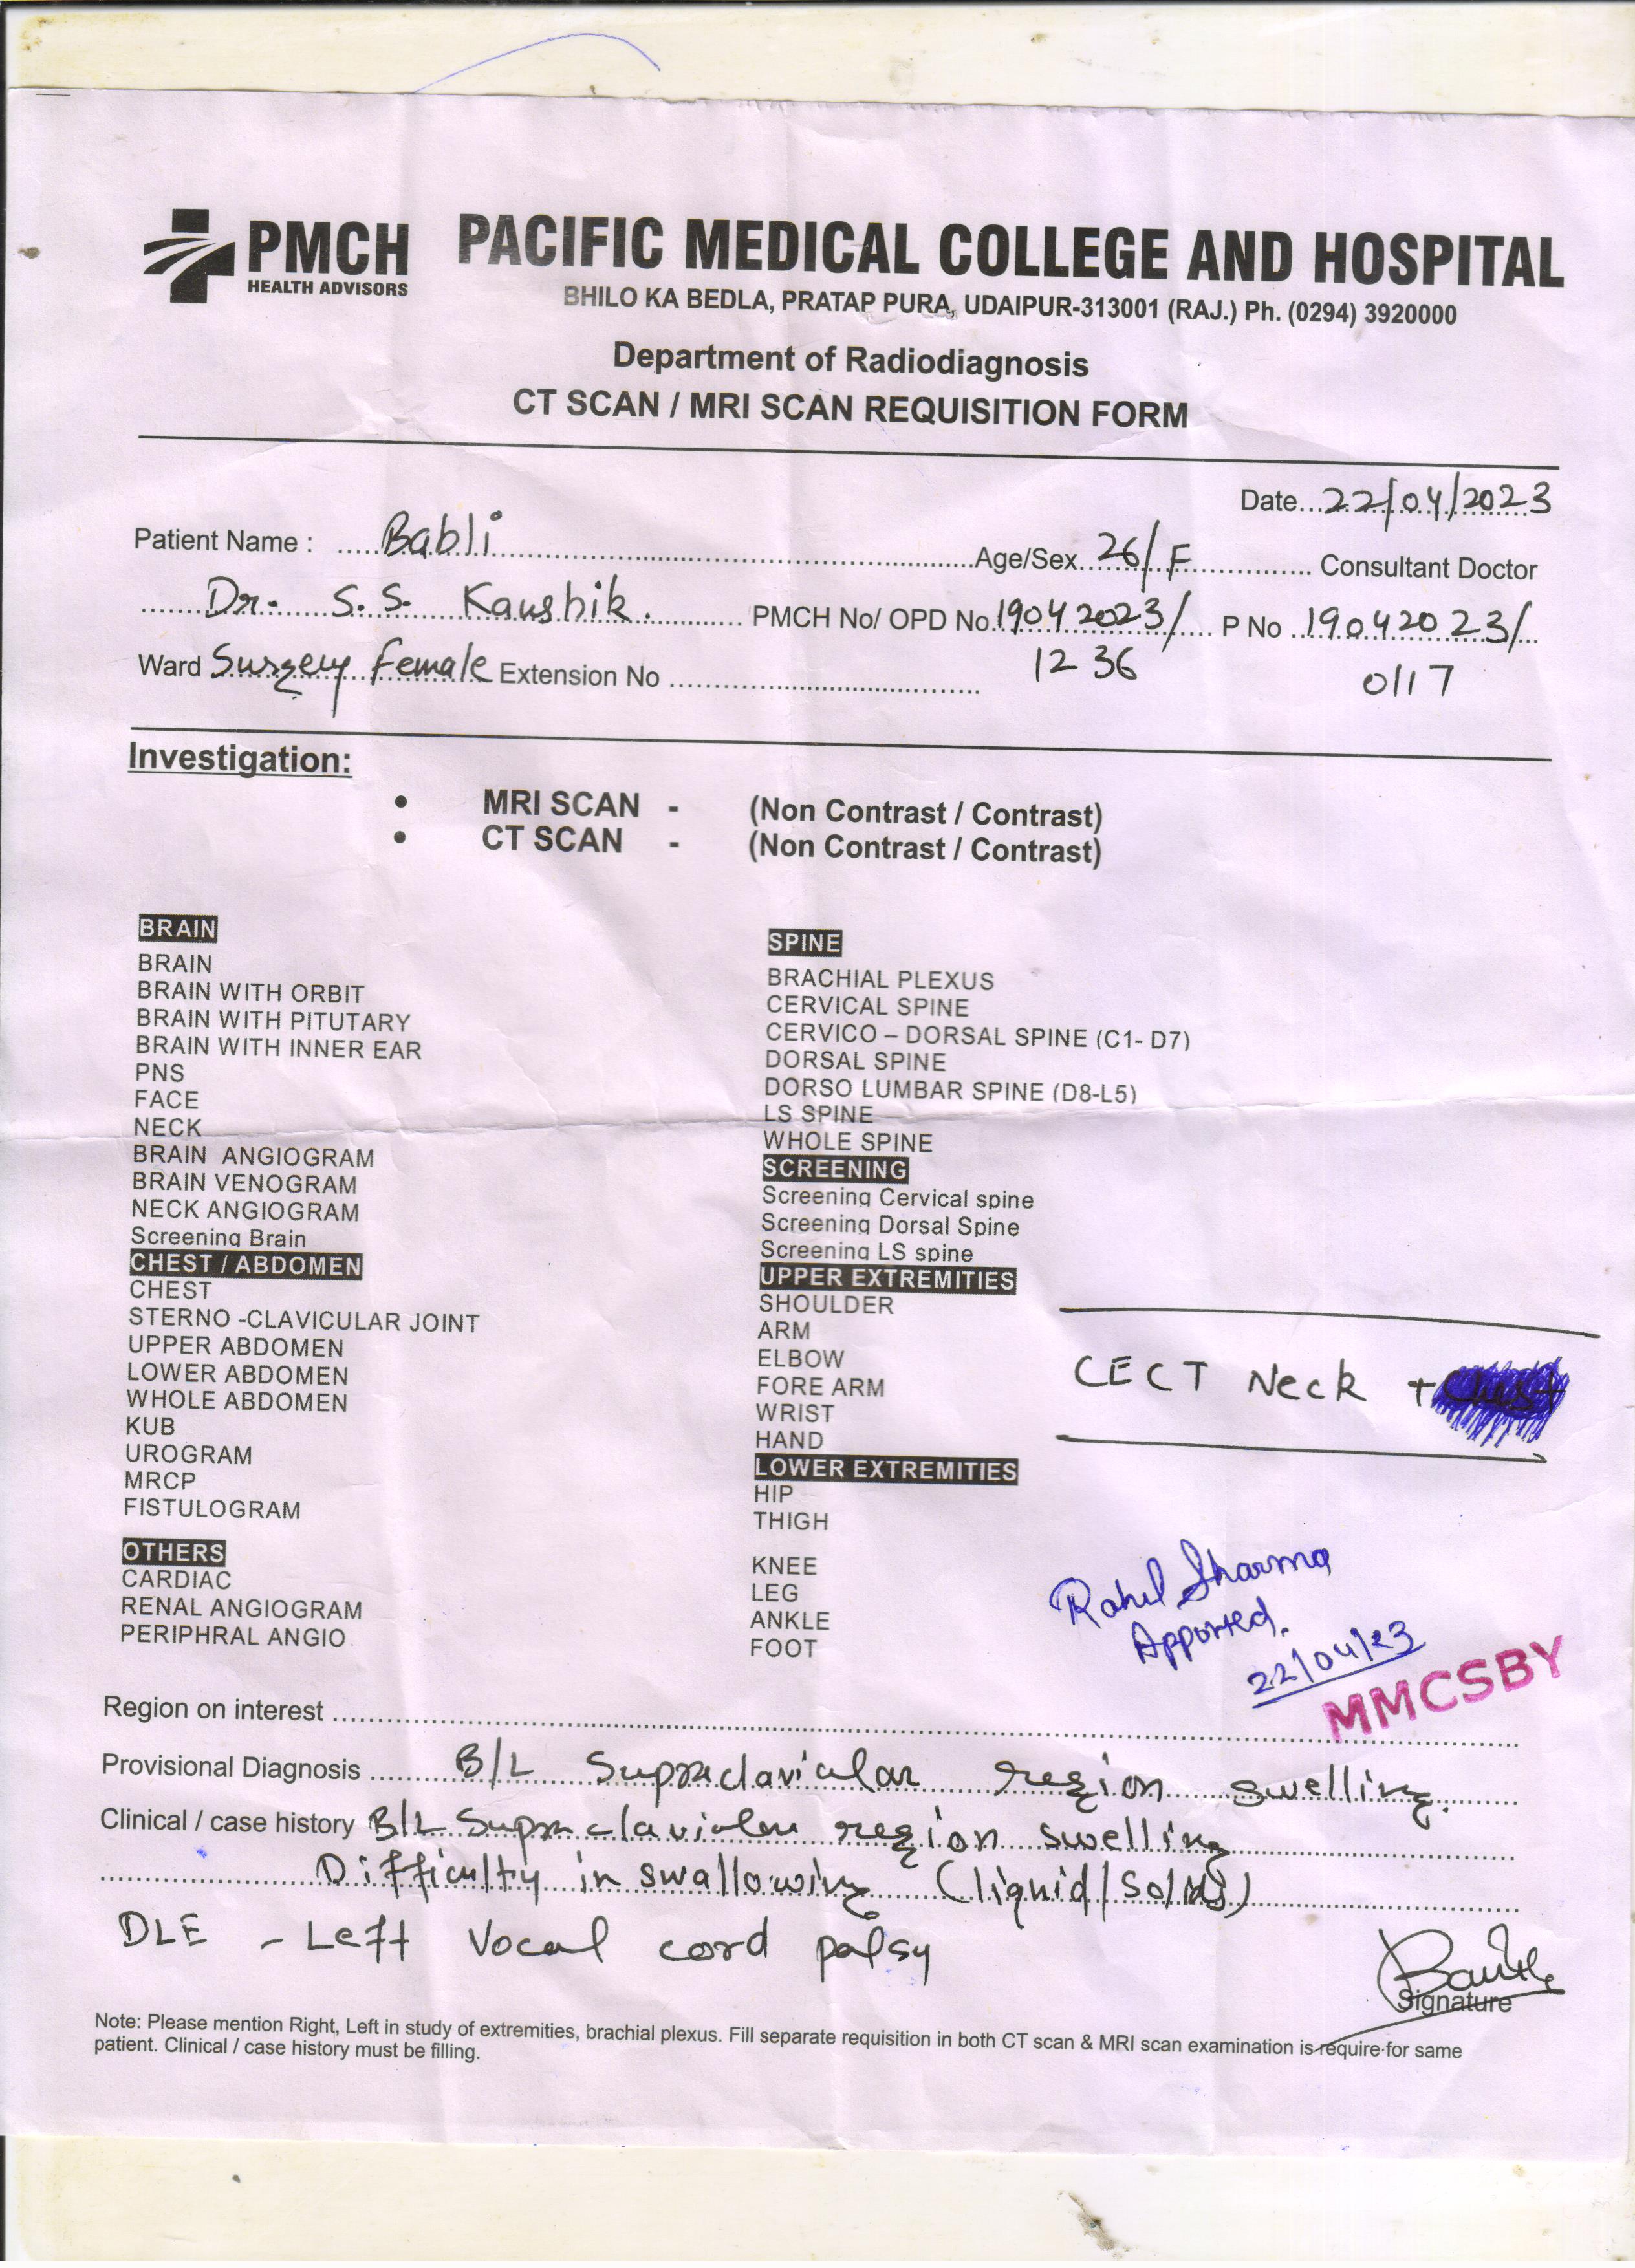 PMCH
HEALTH ADVISORS
PACIFIC MEDICAL COLLEGE AND HOSPITAL
BHILO KA BEDLA, PRATAP PURA, UDAIPUR-313001 (RAJ.) Ph. (0294) 3920000
Department of Radiodiagnosis
CT SCAN / MRI SCAN REQUISITION FORM
Date...22/04/2023
Patient Name : Babli Age/Sex 26/F Consultant Doctor
Dr. S.S. Kaushik. PMCH No/ OPD No.19042023/ P No 19042023/
1236 0117
Ward Surgery Female Extension No
Investigation:
• MRI SCAN - (Non Contrast / Contrast)
• CT SCAN - (Non Contrast / Contrast)
BRAIN
BRAIN
BRAIN WITH ORBIT
BRAIN WITH PITUTARY
BRAIN WITH INNER EAR
PNS
FACE
NECK
BRAIN ANGIOGRAM
BRAIN VENOGRAM
NECK ANGIOGRAM
Screening Brain
CHEST / ABDOMEN
CHEST
STERNO -CLAVICULAR JOINT
UPPER ABDOMEN
LOWER ABDOMEN
WHOLE ABDOMEN
KUB
UROGRAM
MRCP
FISTULOGRAM
OTHERS
CARDIAC
RENAL ANGIOGRAM
PERIPHRAL ANGIO
SPINE
BRACHIAL PLEXUS
CERVICAL SPINE
CERVICO – DORSAL SPINE (C1- D7)
DORSAL SPINE
DORSO LUMBAR SPINE (D8-L5)
LS SPINE
WHOLE SPINE
SCREENING
Screening Cervical spine
Screening Dorsal Spine
Screening LS spine
UPPER EXTREMITIES
SHOULDER
ARM
ELBOW
FORE ARM
WRIST
HAND
LOWER EXTREMITIES
HIP
THIGH
KNEE
LEG
ANKLE
FOOT
CECT Neck +
Rahul Sharma
22/04/23
MMCSBY
Region on interest
Provisional Diagnosis B/L Supraclavicular region swelling.
Clinical / case history B/L Supraclavicular region swelling
Difficulty in swallowing (liquid/Solids)
DLE - Left Vocal cord palsy
Signature
Note: Please mention Right, Left in study of extremities, brachial plexus. Fill separate requisition in both CT scan & MRI scan examination is require for same
patient. Clinical / case history must be filling.